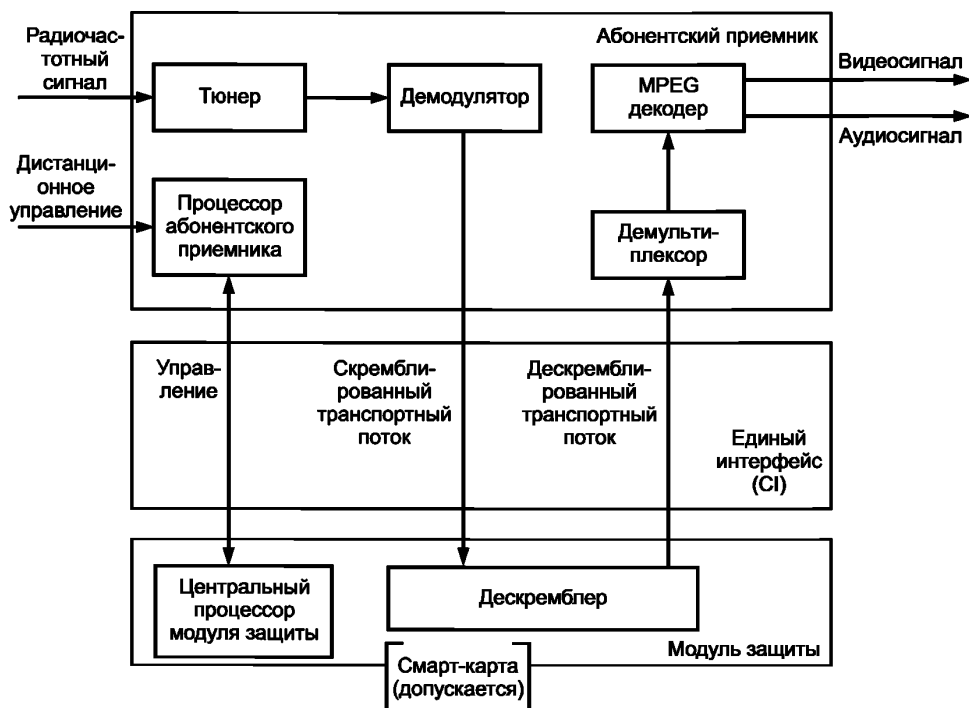 Радиочас-
тотный
сигнал
Абонентский приемник
Видеосигнал
Тюнер
Демодулятор
MPEG
декодер
Аудиосигнал
Дистанци-
онное
управление
Процессор
абонентского
приемника
Демульти-
плексор
Управ-
ление
Скрембли-
рованный
транспортный
поток
Дескрембли-
рованный
транспортный
поток
Единый
интерфейс
(CI)
Центральный
процессор
модуля защиты
Дескремблер
Модуль защиты
Смарт-карта
(допускается)